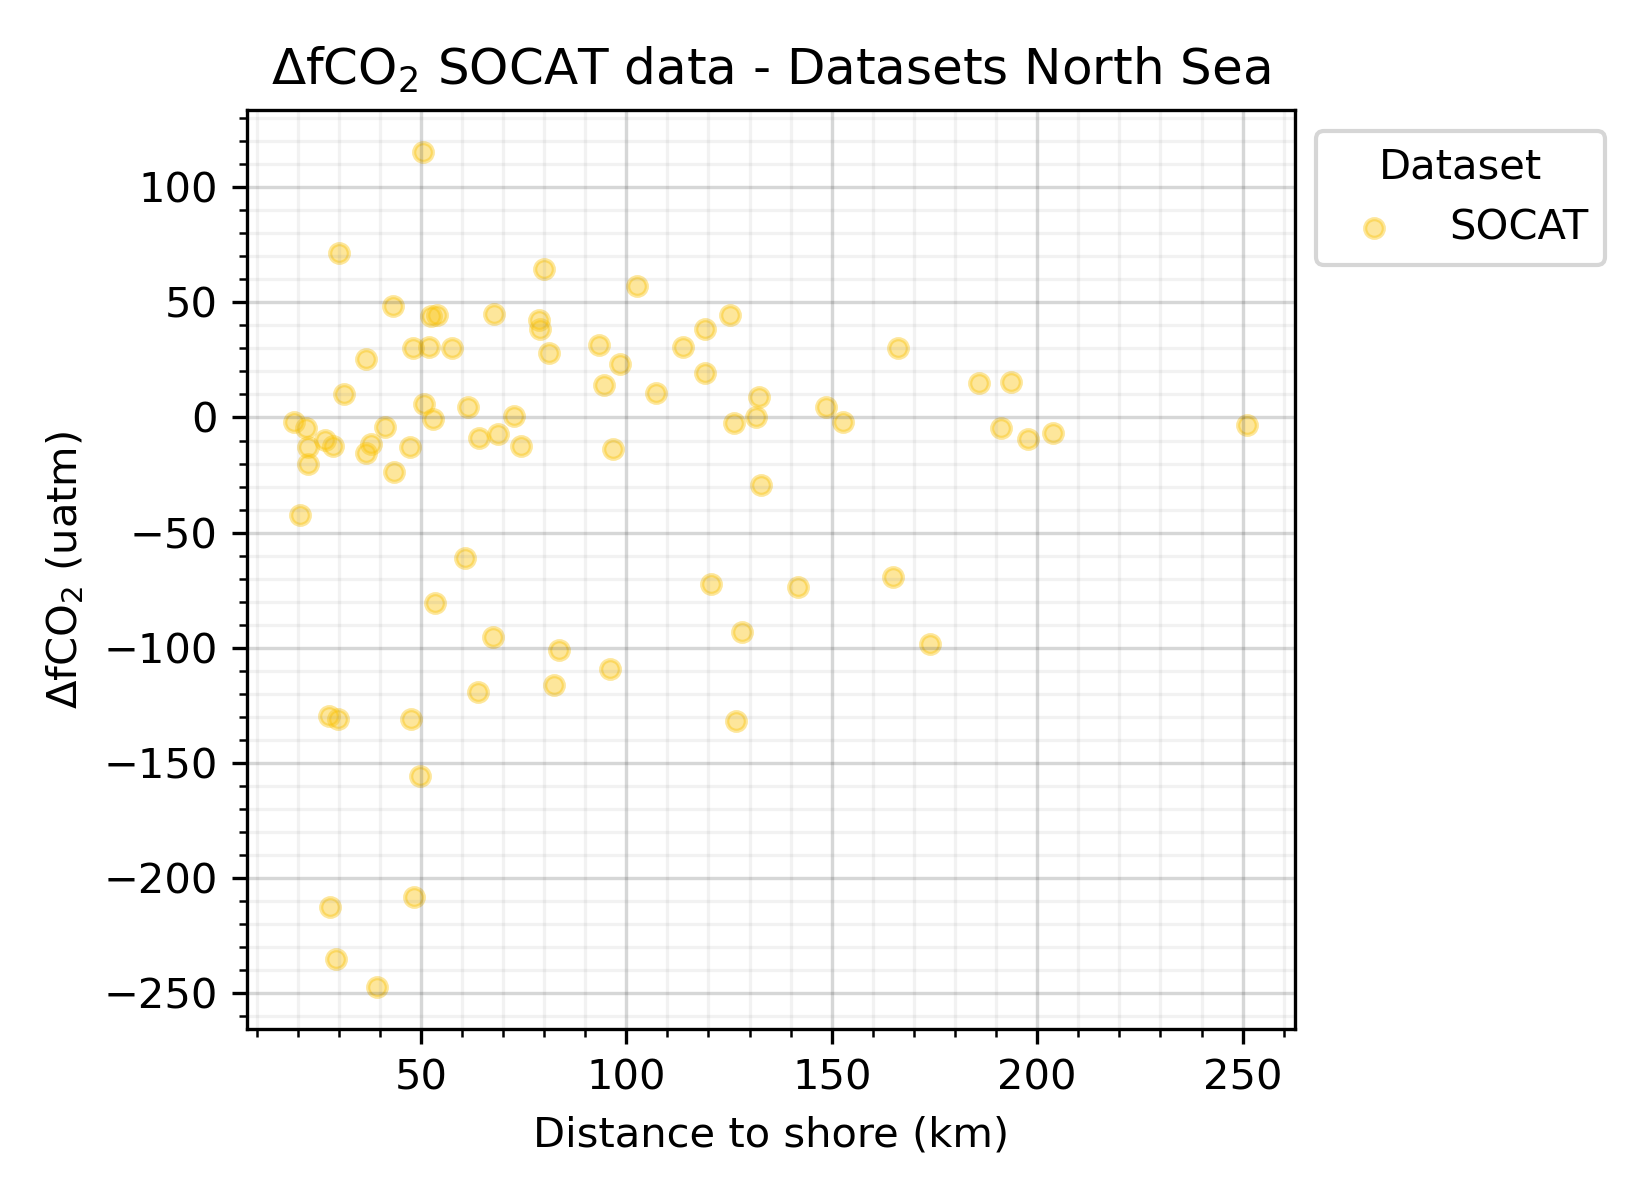 ΔfCO₂ SOCAT data - Datasets North Sea
Dataset
SOCAT
100
50
0
−50
−100
−150
−200
−250
ΔfCO₂ (uatm)
50
100
150
200
250
Distance to shore (km)